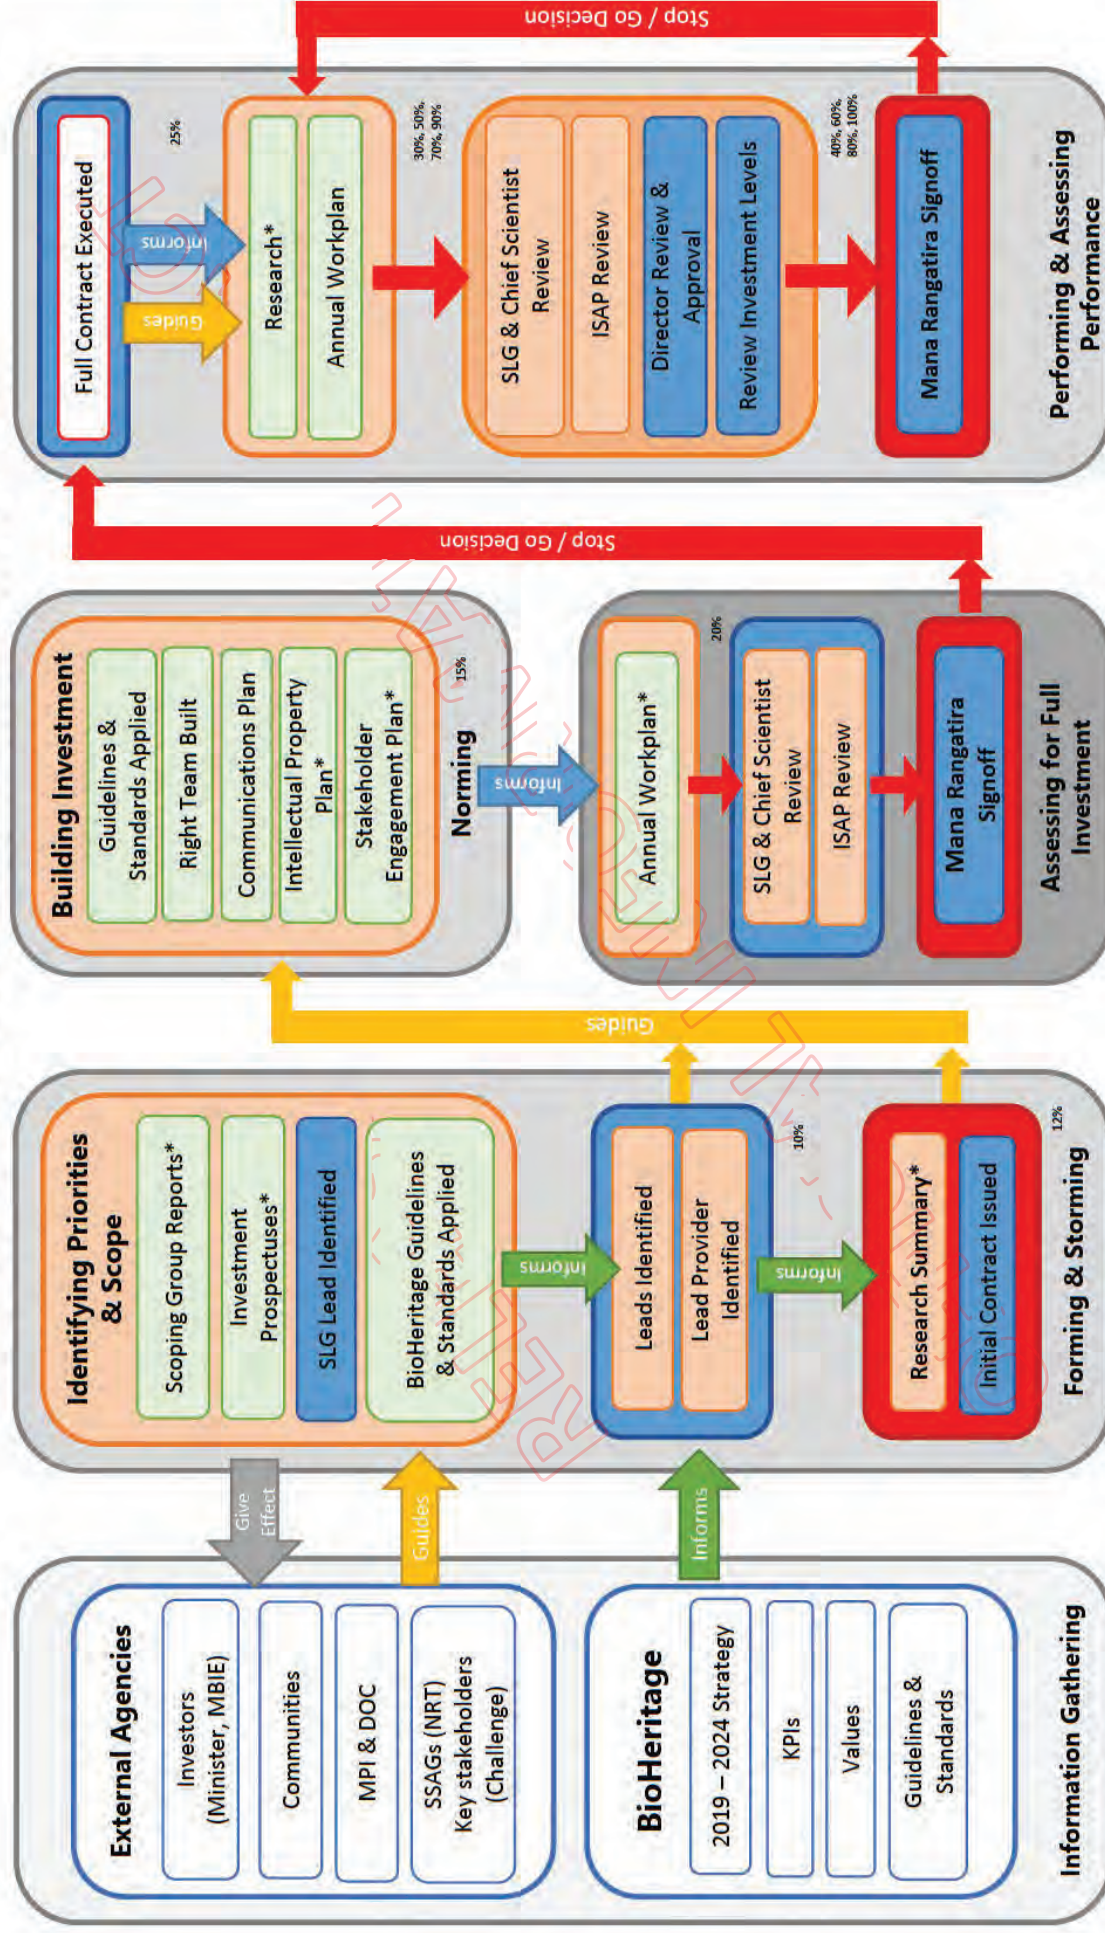 External Agencies
Investors
(Minister, MBIE)
Communities
MPI & DOC
SSAGs (NRT)
Key stakeholders
(Challenge)
BioHeritage
2019 – 2024 Strategy
KPIs
Values
Guidelines &
Standards
Information Gathering
Give
Effect
Guides
Informs
Identifying Priorities
& Scope
Scoping Group Reports*
Investment
Prospectuses*
SLG Lead Identified
BioHeritage Guidelines
& Standards Applied
Informs
Leads Identified
Lead Provider
Identified
10%
Informs
Research Summary*
Initial Contract Issued
12%
Forming & Storming
Guides
Building Investment
Guidelines &
Standards Applied
Right Team Built
Communications Plan
Intellectual Property
Plan*
Stakeholder
Engagement Plan*
15%
Norming
Informs
Annual Workplan*
20%
SLG & Chief Scientist
Review
ISAP Review
Mana Rangatira
Signoff
Assessing for Full
Investment
Stop / Go Decision
Full Contract Executed
25%
Guides
Informs
Research*
Annual Workplan
30%, 50%,
70%, 90%
SLG & Chief Scientist
Review
ISAP Review
Director Review &
Approval
Review Investment Levels
40%, 60%,
80%, 100%
Mana Rangatira Signoff
Performing & Assessing
Performance
Stop / Go Decision